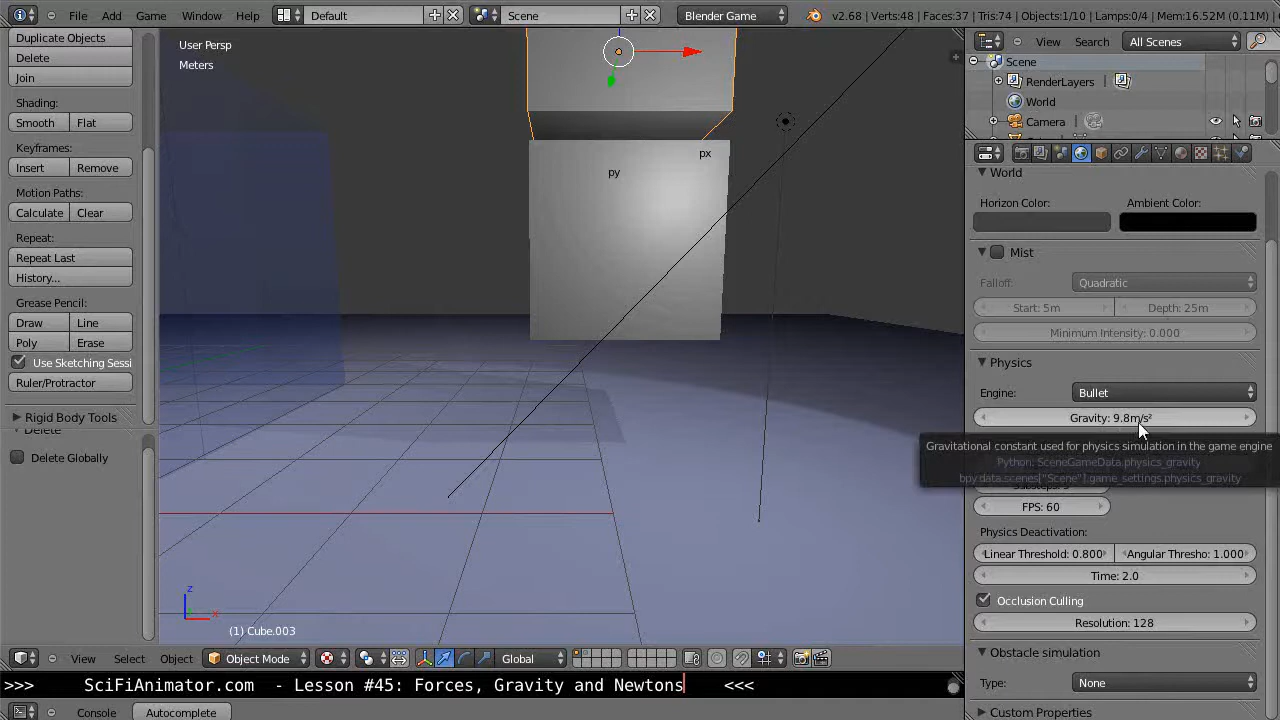 File Add Game Window Help Default Scene Blender Game v2.68 | Verts:48 | Faces:37 | Tris:74 | Objects:1/10 | Lamps:0/4 | Mem:16.52M (0.11M)
Duplicate Objects
Delete
Join
Shading:
Smooth Flat
Keyframes:
Insert Remove
Motion Paths:
Calculate Clear
Repeat:
Repeat Last
History...
Grease Pencil:
Draw Line
Poly Erase
Use Sketching Sessi
Ruler/Protractor
Rigid Body Tools
Delete
Delete Globally
User Persp
Meters
px
py
z
x
(1) Cube.003
View Search All Scenes
Scene
RenderLayers
World
Camera
World
Horizon Color: Ambient Color:
Mist
Falloff: Quadratic
Start: 5m Depth: 25m
Minimum Intensity: 0.000
Physics
Engine: Bullet
Gravity: 9.8m/s²
Gravitational constant used for physics simulation in the game engine
Python: SceneGameData.physics_gravity
bpy.data.scenes["Scene"].game_settings.physics_gravity
FPS: 60
Physics Deactivation:
Linear Threshold: 0.800 Angular Thresho: 1.000
Time: 2.0
Occlusion Culling
Resolution: 128
Obstacle simulation
Type: None
Custom Properties
View Select Object Object Mode Global
>>> SciFiAnimator.com - Lesson #45: Forces, Gravity and Newtons <<<
Console Autocomplete